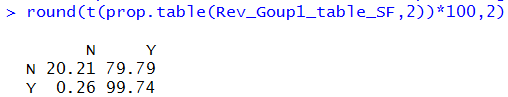 > round(t(prop.table(Rev_Goup1_table_SF,2))*100,2)
N Y
N 20.21 79.79
Y 0.26 99.74